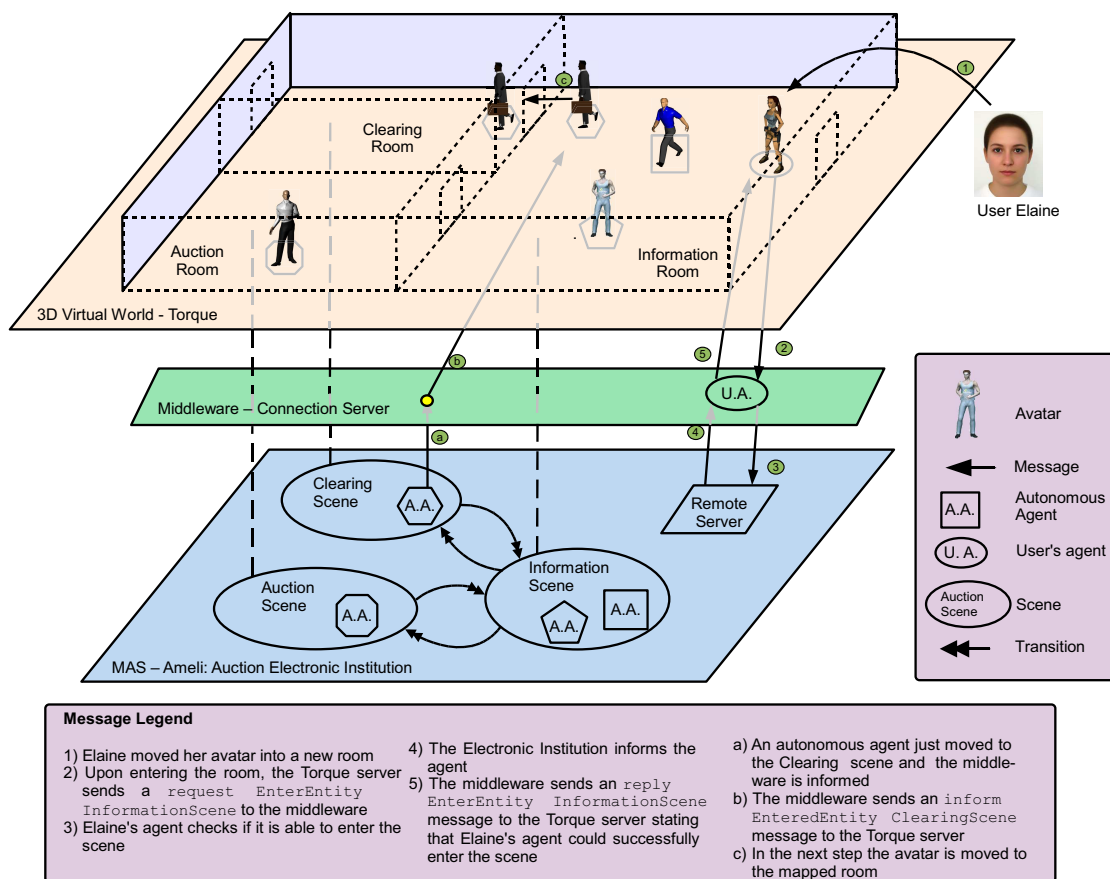 1
c
Clearing
Room
User Elaine
Auction
Room
Information
Room
3D Virtual World - Torque
5
2
b
U.A.
Middleware – Connection Server
a
4
3
Clearing
Scene
A.A.
Remote
Server
Information
Scene
Auction
Scene
A.A.
A.A.
A.A.
MAS – Ameli: Auction Electronic Institution
Avatar
Message
A.A.
Autonomous
Agent
U. A.
User's agent
Auction
Scene
Scene
Transition
Message Legend
1) Elaine moved her avatar into a new room
2) Upon entering the room, the Torque server
sends a request EnterEntity
InformationScene to the middleware
3) Elaine's agent checks if it is able to enter the
scene
4) The Electronic Institution informs the
agent
5) The middleware sends an reply
EnterEntity InformationScene
message to the Torque server stating
that Elaine's agent could successfully
enter the scene
a) An autonomous agent just moved to
the Clearing scene and the middle-
ware is informed
b) The middleware sends an inform
EnteredEntity ClearingScene
message to the Torque server
c) In the next step the avatar is moved to
the mapped room